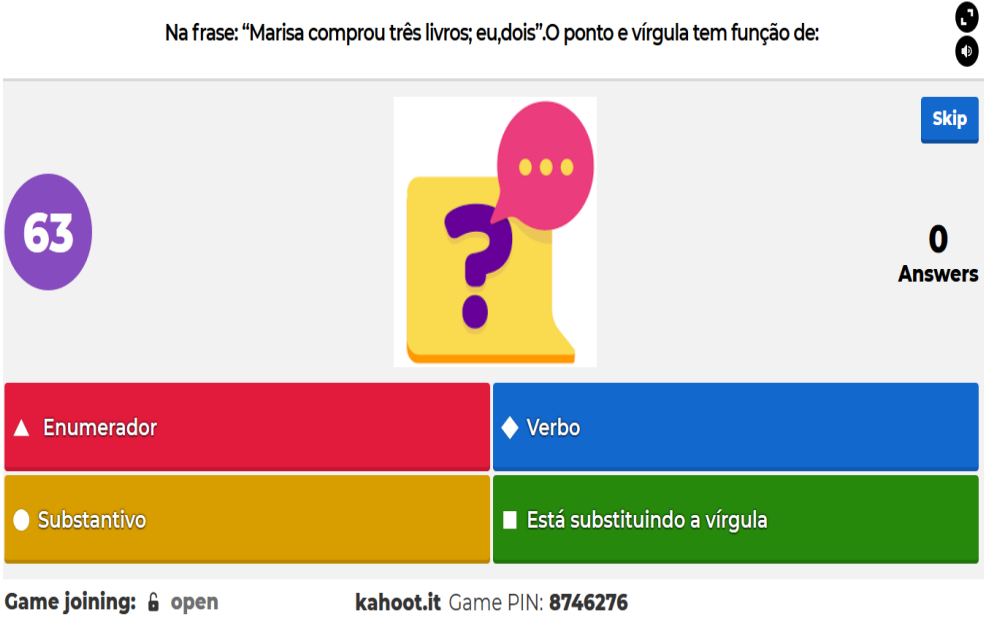 Na frase: “Marisa comprou três livros; eu,dois”.O ponto e vírgula tem função de:
Skip
63
?
0
Answers
Enumerador
Verbo
Substantivo
Está substituindo a vírgula
Game joining: open
kahoot.it Game PIN: 8746276